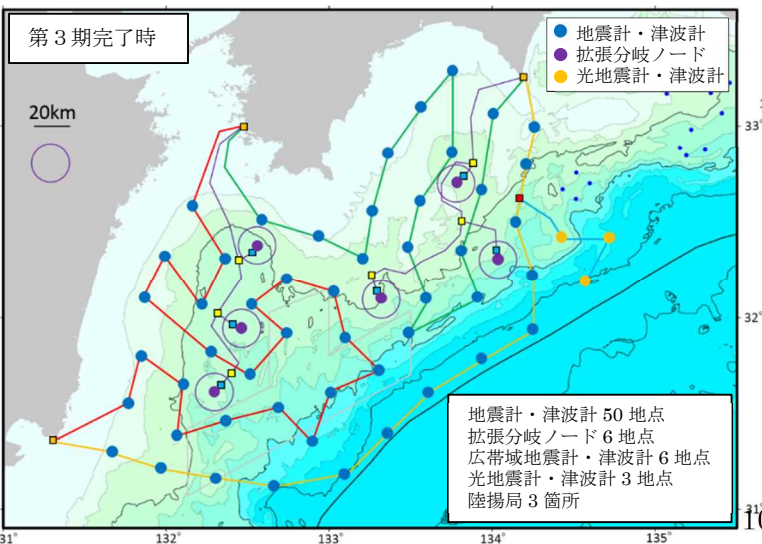 第３期完了時
地震計・津波計
拡張分岐ノード
光地震計・津波計
20km
33°
32°
31°
地震計・津波計 50 地点
拡張分岐ノード 6 地点
広帯域地震計・津波計 6 地点
光地震計・津波計 3 地点
陸揚局 3 箇所
10
31°
132°
133°
134°
135°